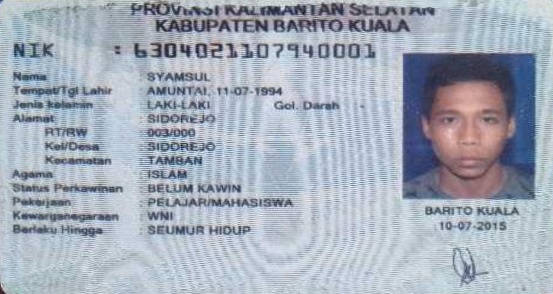 PROVINSI KALIMANTAN SELATAN
KABUPATEN BARITO KUALA
NIK : 6304021107940001
Nama : SYAMSUL
Tempat/Tgl Lahir : AMUNTAI, 11-07-1994
Jenis kelamin : LAKI-LAKI Gol. Darah : -
Alamat : SIDOREJO
RT/RW : 003/000
Kel/Desa : SIDOREJO
Kecamatan : TAMBAN
Agama : ISLAM
Status Perkawinan : BELUM KAWIN
Pekerjaan : PELAJAR/MAHASISWA
Kewarganegaraan : WNI
Berlaku Hingga : SEUMUR HIDUP
BARITO KUALA
10-07-2015